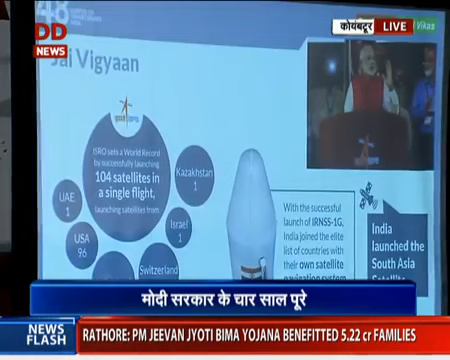 48
DD
NEWS
कोयंबटूर
LIVE
Vikas
Jai Vigyaan
ISRO sets a World Record
by successfully launching
104 satellites in
a single flight,
launching satellites from
Kazakhstan
1
UAE
1
USA
96
Israel
1
Switzerland
With the successful
launch of IRNSS-1G,
India joined the elite
list of countries with
their own satellite
navigation system
India
launched the
South Asia
Satellite
मोदी सरकार के चार साल पूरे
NEWS
FLASH
RATHORE: PM JEEVAN JYOTI BIMA YOJANA BENEFITTED 5.22 cr FAMILIES